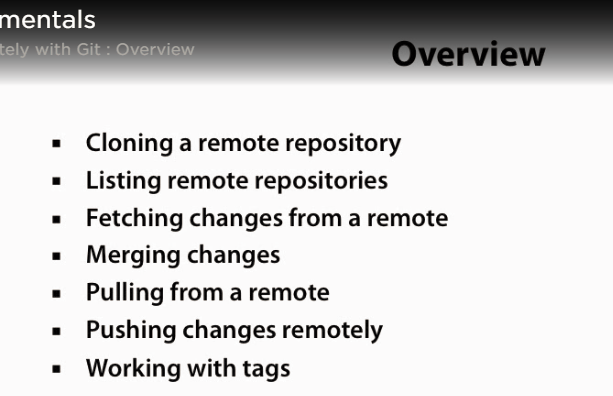 mentals
tely with Git : Overview
Overview
▪ Cloning a remote repository
▪ Listing remote repositories
▪ Fetching changes from a remote
▪ Merging changes
▪ Pulling from a remote
▪ Pushing changes remotely
▪ Working with tags